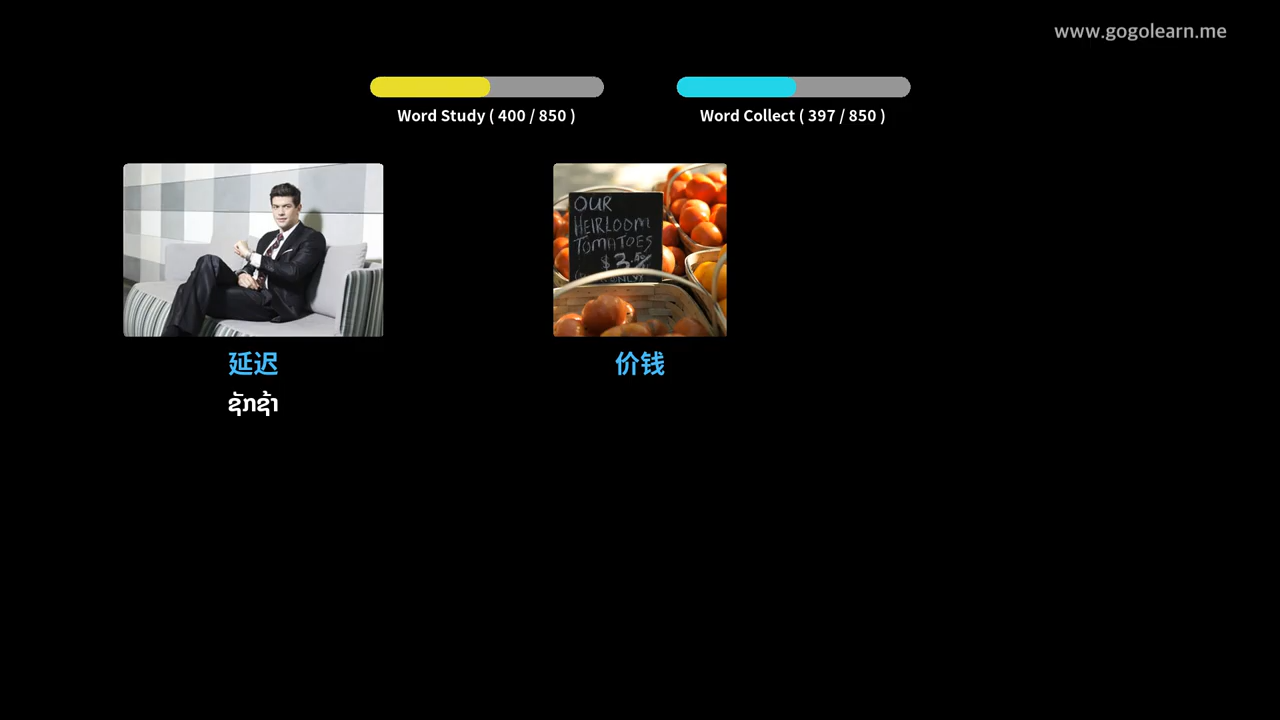 www.gogolearn.me
Word Study ( 400 / 850 )
Word Collect ( 397 / 850 )
OUR
HEIRLOOM
TOMATOES
延迟
价钱
ຊັກຊ້າ